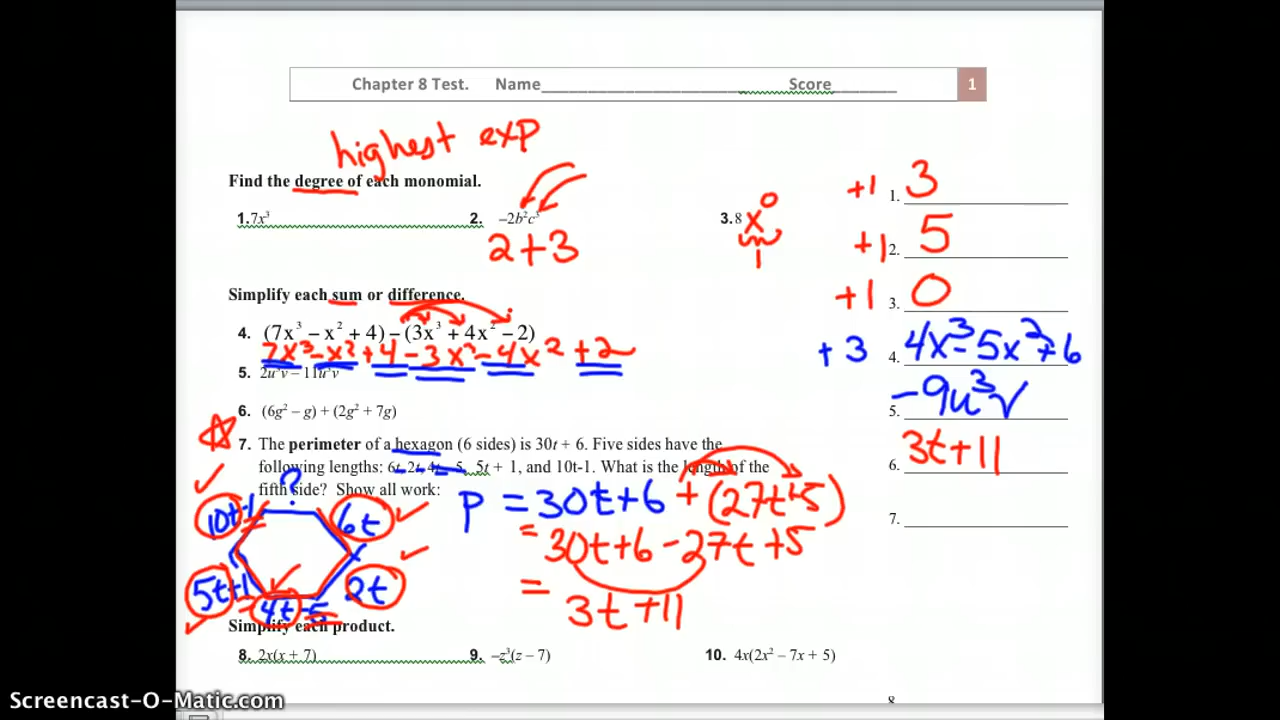 Chapter 8 Test. Name____________________ Score_______ 1
highest exp
Find the degree of each monomial.
+1 1. 3
1. 7x³ 2. –2b²c³ 3. 8 x⁰
2+3 1
+1 2. 5
+1 3. 0
Simplify each sum or difference.
4. (7x³ – x² + 4) – (3x³ + 4x² – 2)
7x³ – x² + 4 – 3x³ – 4x² + 2
+3 4. 4x³ – 5x² + 6
5. 2u³v – 11u³v
5. –9u³v
6. (6g² – g) + (2g² + 7g)
6. 3t + 11
7. The perimeter of a hexagon (6 sides) is 30t + 6. Five sides have the
following lengths: 6t, 2t, 4t – 5, 5t + 1, and 10t-1. What is the length of the
fifth side? Show all work:
7.
?
10t-1 6t
5t+1 2t
4t-5
P = 30t+6 + (27t-5)
= 30t+6 – 27t +5
= 3t +11
Simplify each product.
8. 2x(x + 7) 9. –z³(z – 7) 10. 4x(2x² – 7x + 5)
Screencast-O-Matic.com